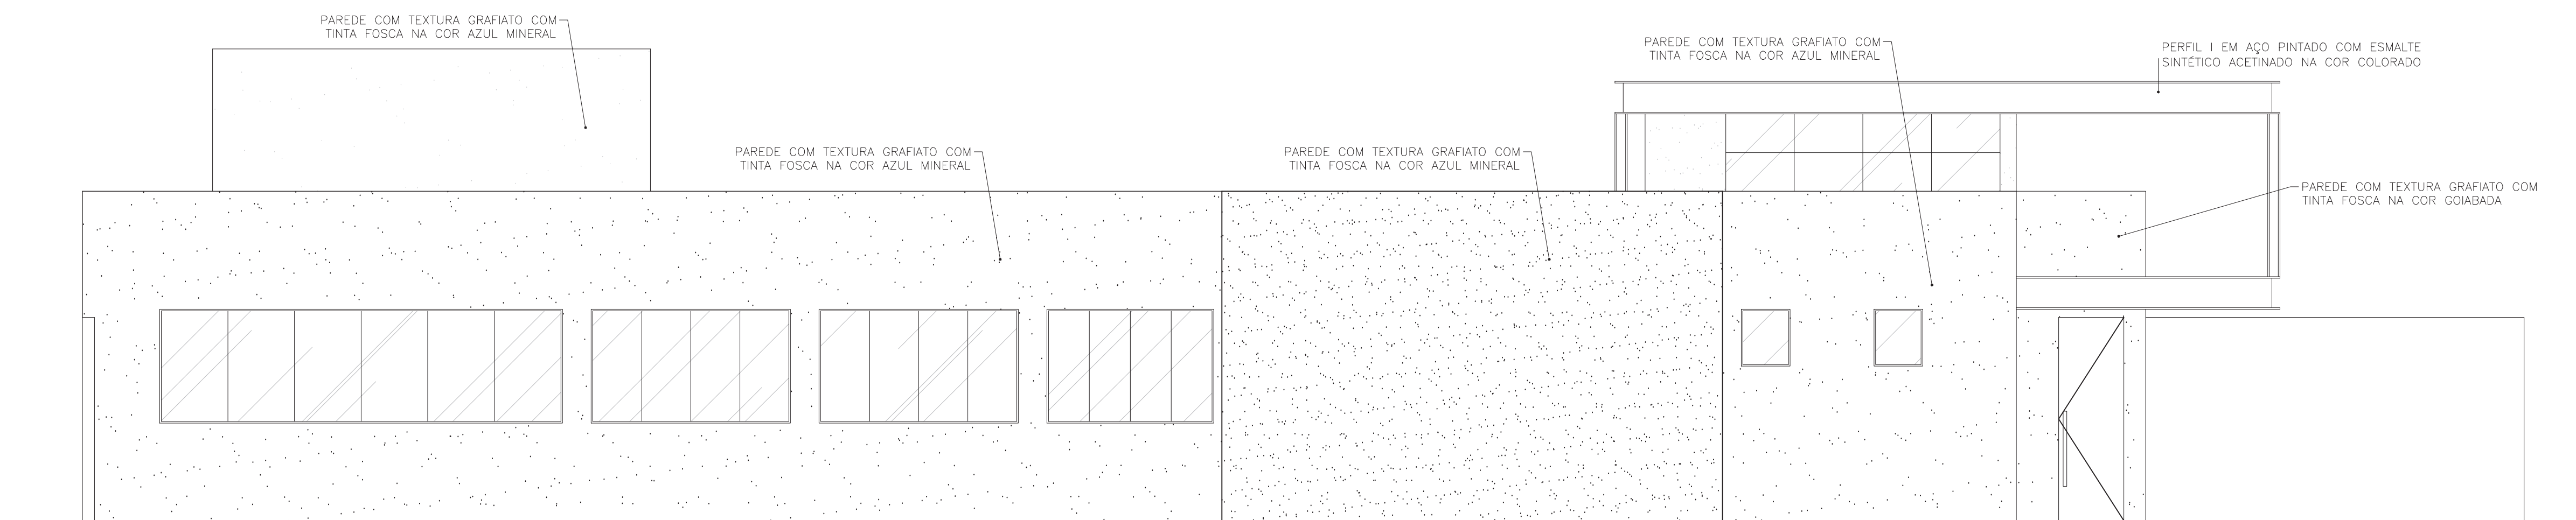 PAREDE COM TEXTURA GRAFIATO COM
TINTA FOSCA NA COR AZUL MINERAL
PAREDE COM TEXTURA GRAFIATO COM
TINTA FOSCA NA COR AZUL MINERAL
PAREDE COM TEXTURA GRAFIATO COM
TINTA FOSCA NA COR AZUL MINERAL
PAREDE COM TEXTURA GRAFIATO COM
TINTA FOSCA NA COR AZUL MINERAL
PERFIL I EM AÇO PINTADO COM ESMALTE
SINTÉTICO ACETINADO NA COR COLORADO
PAREDE COM TEXTURA GRAFIATO COM
TINTA FOSCA NA COR GOIABADA